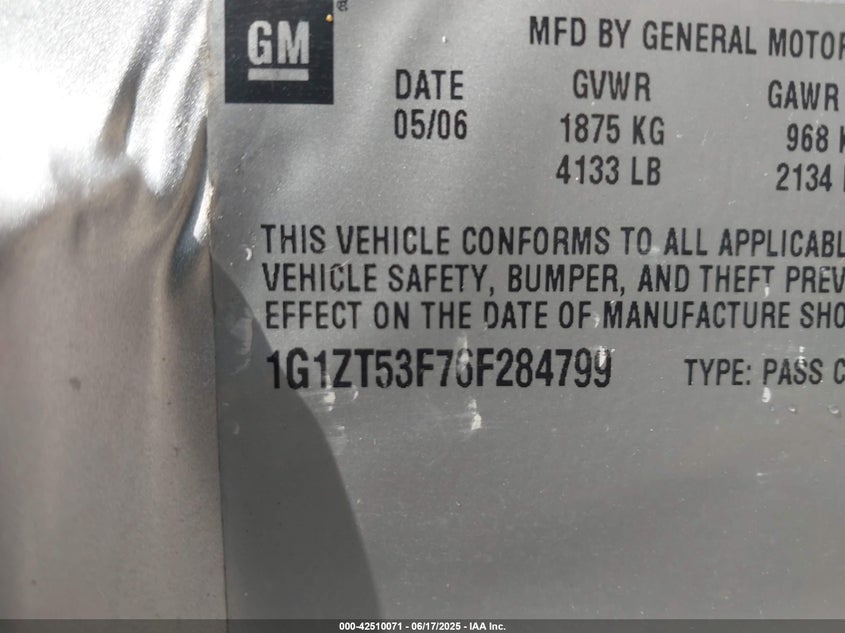 GM ®
MFD BY GENERAL MOTOR
DATE GVWR GAWR
05/06 1875 KG 968 K
4133 LB 2134
THIS VEHICLE CONFORMS TO ALL APPLICABL
VEHICLE SAFETY, BUMPER, AND THEFT PREV
EFFECT ON THE DATE OF MANUFACTURE SHO
1G1ZT53F76F284799 TYPE: PASS C
000-42510071 - 06/17/2025 - IAA Inc.